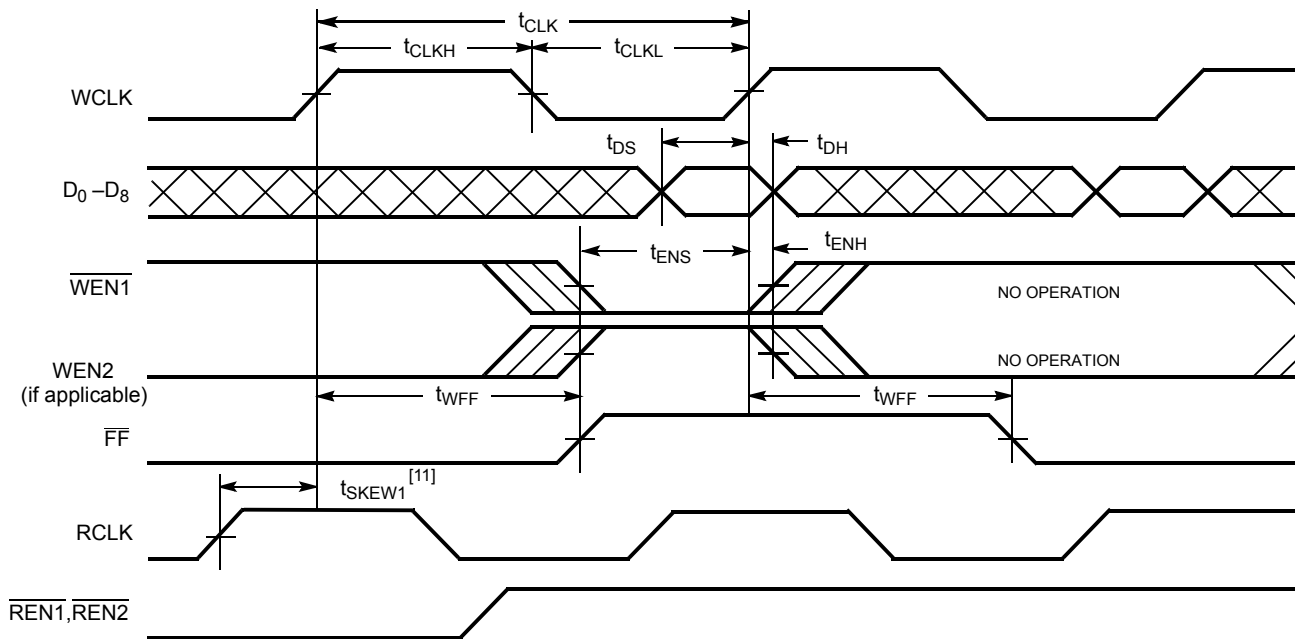 tCLK
tCLKH
tCLKL
WCLK
tDS
tDH
D0 –D8
tENS
tENH
WEN1
NO OPERATION
WEN2
(if applicable)
NO OPERATION
tWFF
tWFF
FF
tSKEW1 [11]
RCLK
REN1,REN2